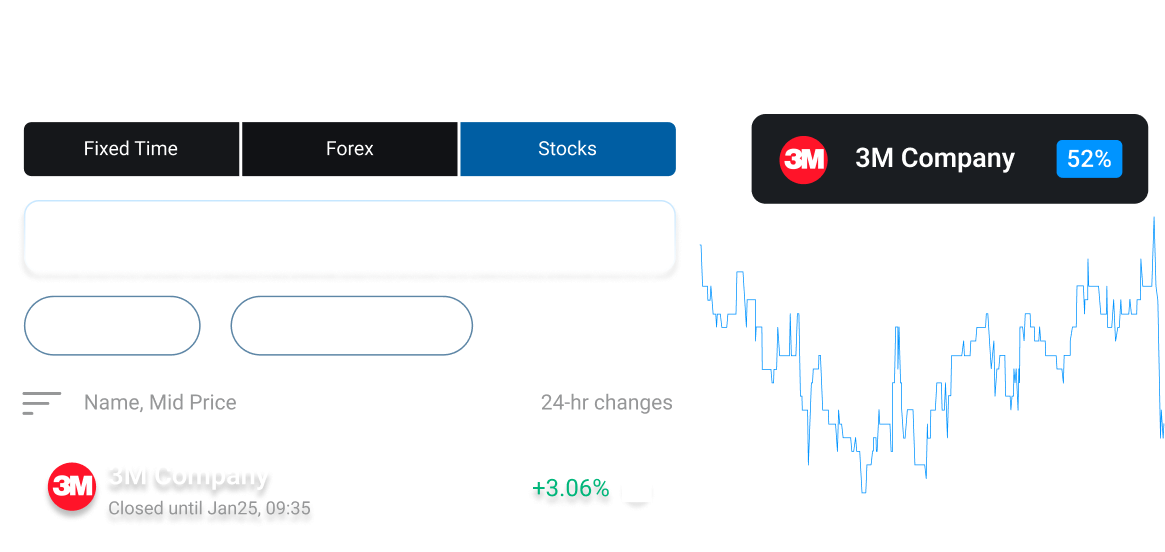 Fixed Time
Forex
Stocks
3M
3M Company
52%
Name, Mid Price
24-hr changes
3M
3M Company
+3.06%
Closed until Jan25, 09:35